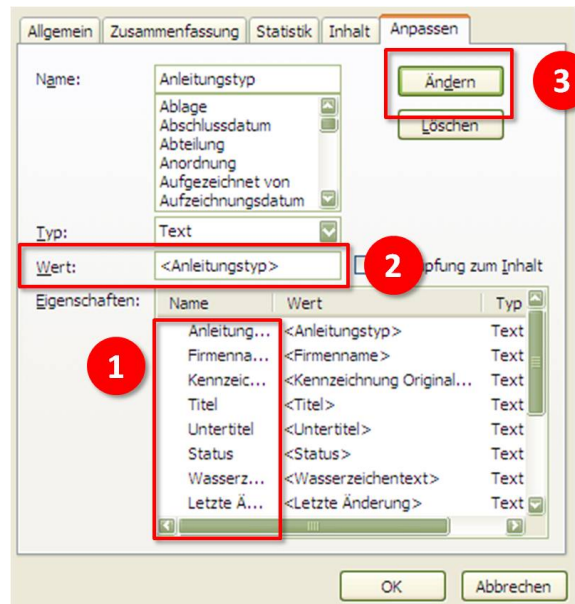 Allgemein Zusammenfassung Statistik Inhalt Anpassen
Name: Anleitungstyp Ändern 3
Ablage
Abschlussdatum Löschen
Abteilung
Anordnung
Aufgezeichnet von
Aufzeichnungsdatum
Typ: Text
Wert: <Anleitungstyp> 2 pfung zum Inhalt
Eigenschaften: Name Wert Typ
Anleitung... <Anleitungstyp> Text
Firmenna... <Firmenname> Text
1 Kennzeic... <Kennzeichnung Original... Text
Titel <Titel> Text
Untertitel <Untertitel> Text
Status <Status> Text
Wasserz... <Wasserzeichentext> Text
Letzte Ä... <Letzte Änderung> Text
OK Abbrechen